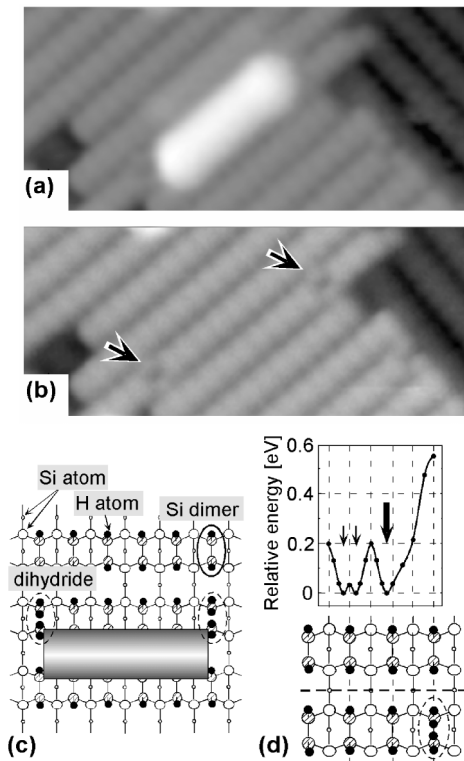 (a)
(b)
Si atom
H atom
Si dimer
dihydride
(c)
Relative energy [eV]
0.6
0.4
0.2
0
(d)